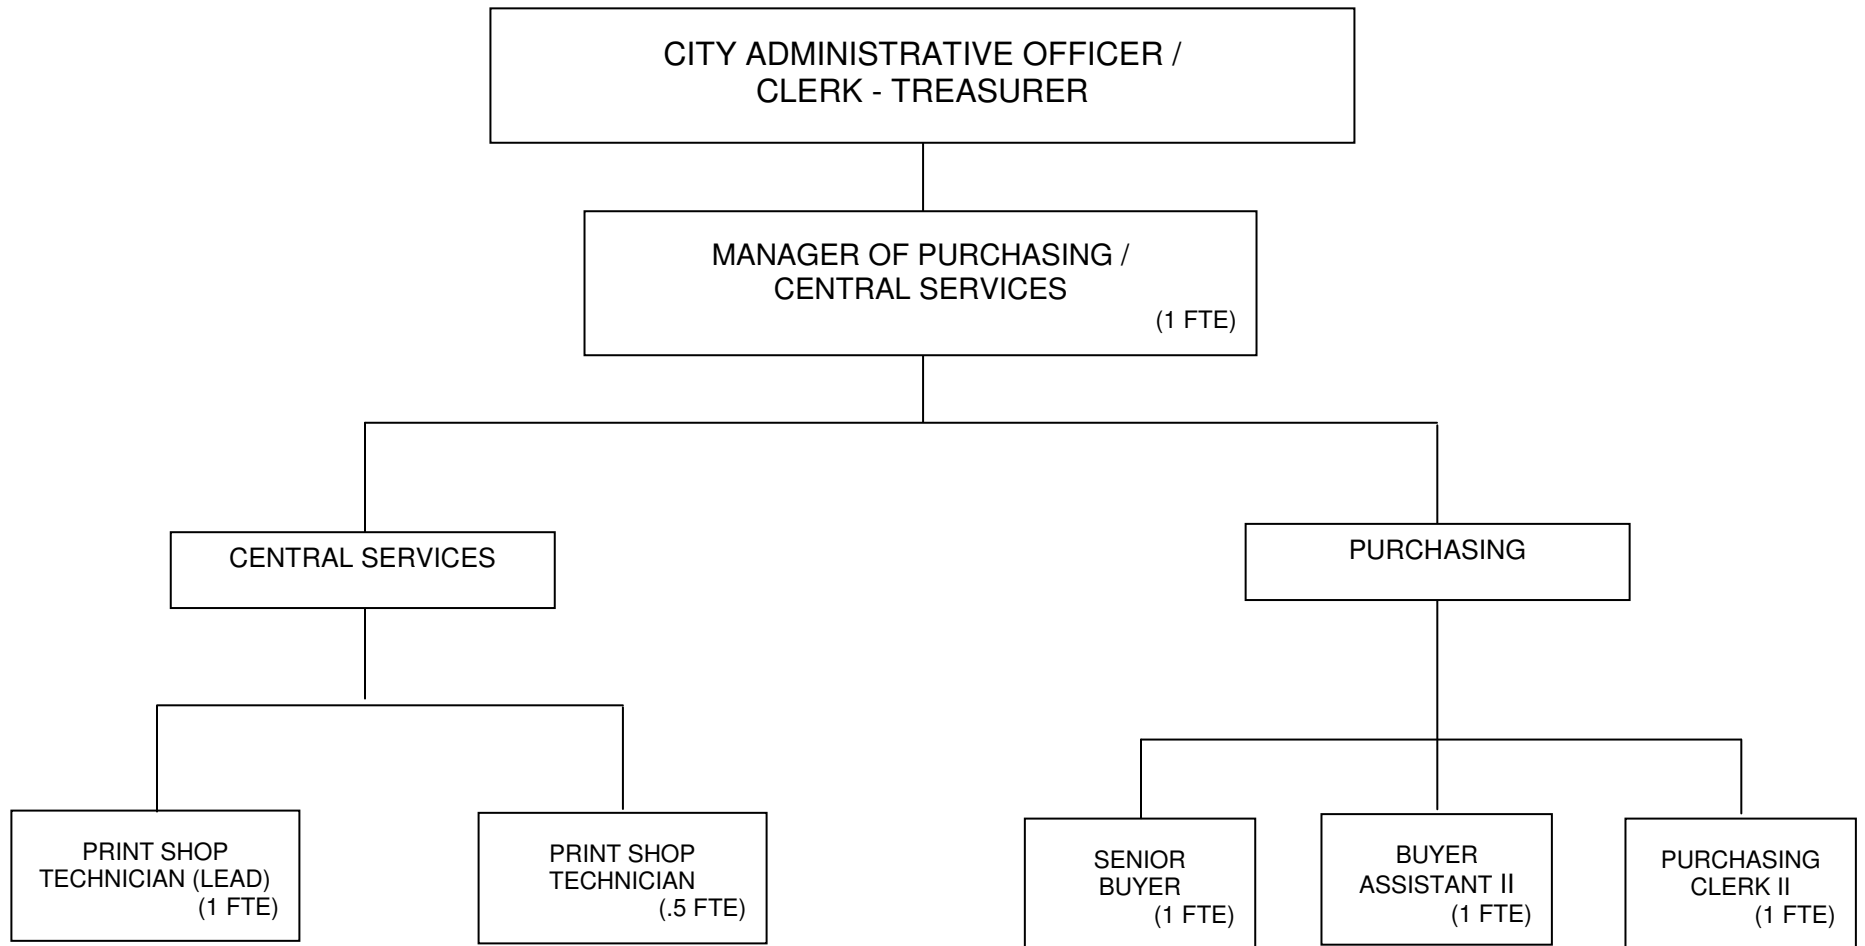 CITY ADMINISTRATIVE OFFICER /
CLERK - TREASURER
MANAGER OF PURCHASING /
CENTRAL SERVICES
(1 FTE)
CENTRAL SERVICES
PURCHASING
PRINT SHOP
TECHNICIAN (LEAD)
(1 FTE)
PRINT SHOP
TECHNICIAN
(.5 FTE)
SENIOR
BUYER
(1 FTE)
BUYER
ASSISTANT II
(1 FTE)
PURCHASING
CLERK II
(1 FTE)